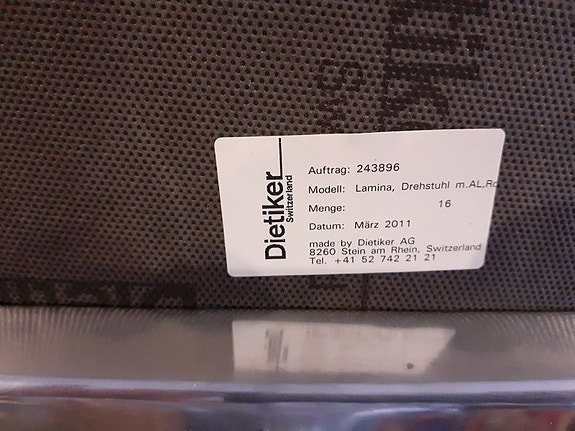 Dietiker
Switzerland
Auftrag: 243896
Modell: Lamina, Drehstuhl m.AL,Ro
Menge: 16
Datum: März 2011
made by Dietiker AG
8260 Stein am Rhein, Switzerland
Tel. +41 52 742 21 21